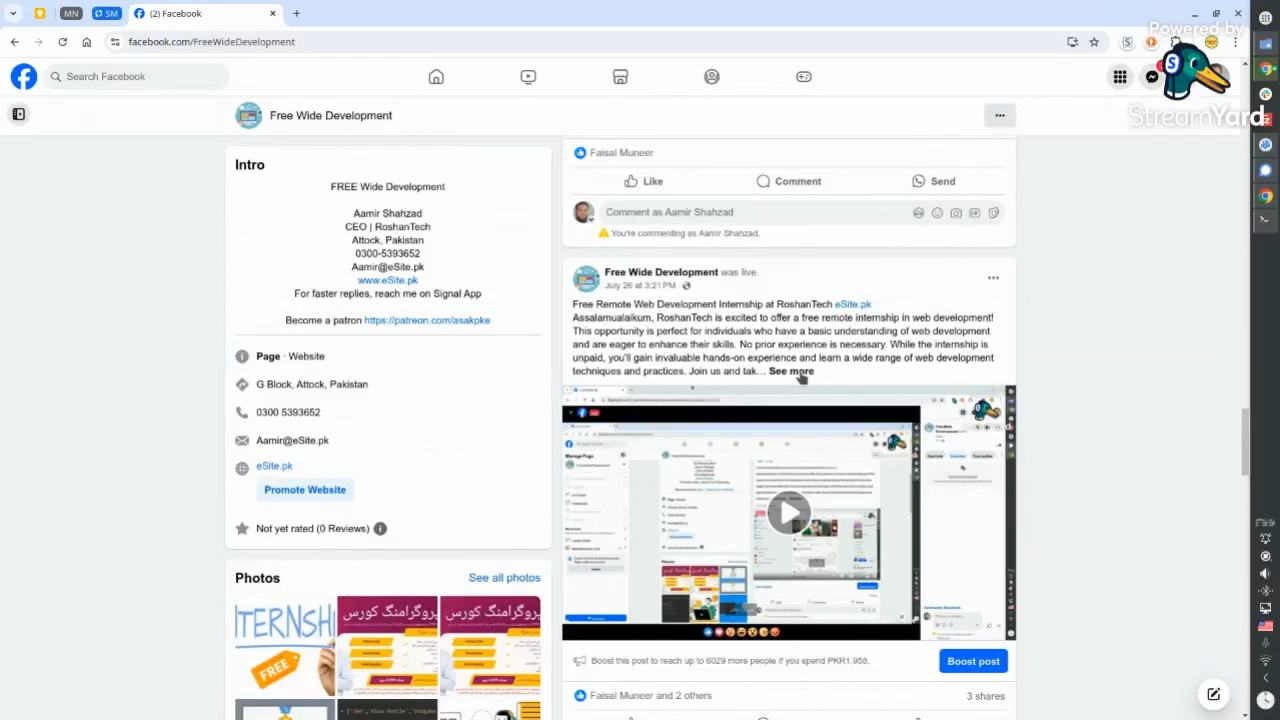 MN
SM
(2) Facebook
facebook.com/FreeWideDevelopment
Powered by
StreamYard
Search Facebook
Free Wide Development
Intro
FREE Wide Development
Aamir Shahzad
CEO | RoshanTech
Attock, Pakistan
0300-5393652
Aamir@eSite.pk
www.eSite.pk
For faster replies, reach me on Signal App
Become a patron https://patreon.com/asakpke
Page · Website
G Block, Attock, Pakistan
0300 5393652
Aamir@eSite.pk
eSite.pk
Promote Website
Not yet rated (0 Reviews)
Photos
See all photos
پروگرامنگ کورس
پروگرامنگ کورس
FREE
Faisal Muneer
Like
Comment
Send
Comment as Aamir Shahzad
You're commenting as Aamir Shahzad.
Free Wide Development was live.
July 26 at 3:21 PM
Free Remote Web Development Internship at RoshanTech eSite.pk
Assalamualaikum, RoshanTech is excited to offer a free remote internship in web development!
This opportunity is perfect for individuals who have a basic understanding of web development
and are eager to enhance their skills. No prior experience is necessary. While the internship is
unpaid, you'll gain invaluable hands-on experience and learn a wide range of web development
techniques and practices. Join us and tak... See more
Manage Page
Boost this post to reach up to 6029 more people if you spend PKR1,958.
Boost post
Faisal Muneer and 2 others
3 shares